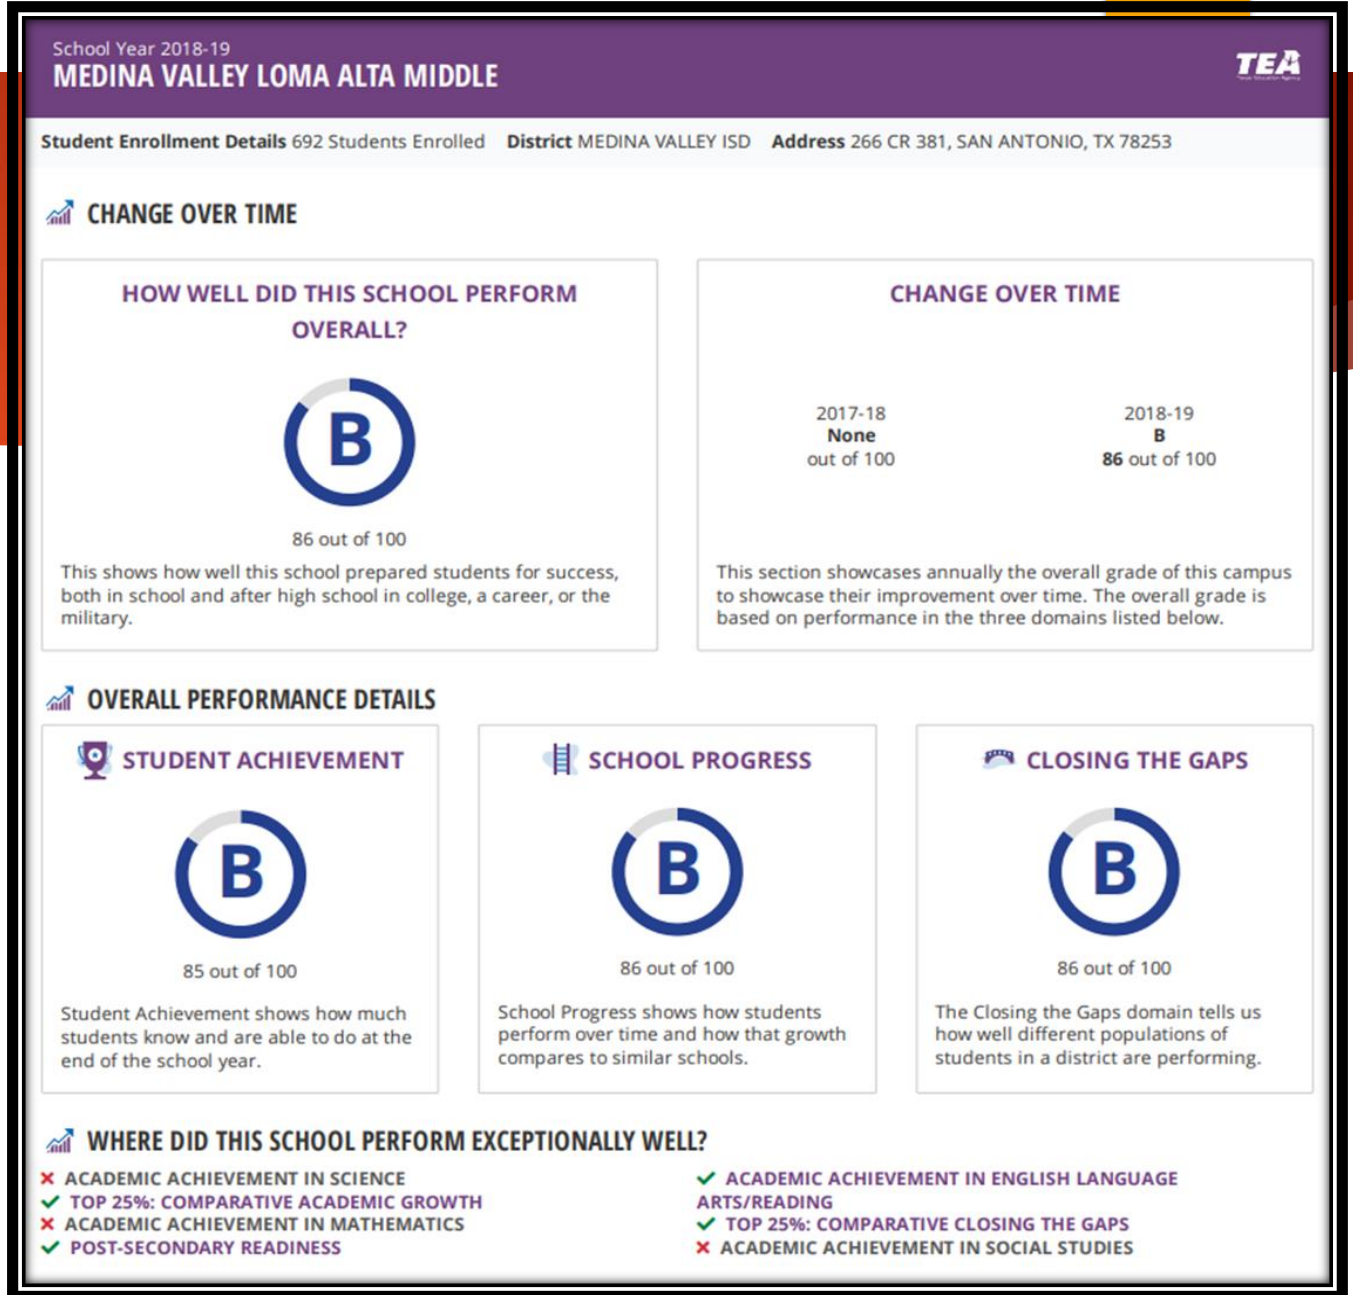 School Year 2018-19
MEDINA VALLEY LOMA ALTA MIDDLE
TEA
Student Enrollment Details 692 Students Enrolled District MEDINA VALLEY ISD Address 266 CR 381, SAN ANTONIO, TX 78253
CHANGE OVER TIME
HOW WELL DID THIS SCHOOL PERFORM
OVERALL?
B
86 out of 100
This shows how well this school prepared students for success,
both in school and after high school in college, a career, or the
military.
CHANGE OVER TIME
2017-18
None
out of 100
2018-19
B
86 out of 100
This section showcases annually the overall grade of this campus
to showcase their improvement over time. The overall grade is
based on performance in the three domains listed below.
OVERALL PERFORMANCE DETAILS
STUDENT ACHIEVEMENT
B
85 out of 100
Student Achievement shows how much
students know and are able to do at the
end of the school year.
SCHOOL PROGRESS
B
86 out of 100
School Progress shows how students
perform over time and how that growth
compares to similar schools.
CLOSING THE GAPS
B
86 out of 100
The Closing the Gaps domain tells us
how well different populations of
students in a district are performing.
WHERE DID THIS SCHOOL PERFORM EXCEPTIONALLY WELL?
✗ ACADEMIC ACHIEVEMENT IN SCIENCE
✓ TOP 25%: COMPARATIVE ACADEMIC GROWTH
✗ ACADEMIC ACHIEVEMENT IN MATHEMATICS
✓ POST-SECONDARY READINESS
✓ ACADEMIC ACHIEVEMENT IN ENGLISH LANGUAGE
ARTS/READING
✓ TOP 25%: COMPARATIVE CLOSING THE GAPS
✗ ACADEMIC ACHIEVEMENT IN SOCIAL STUDIES